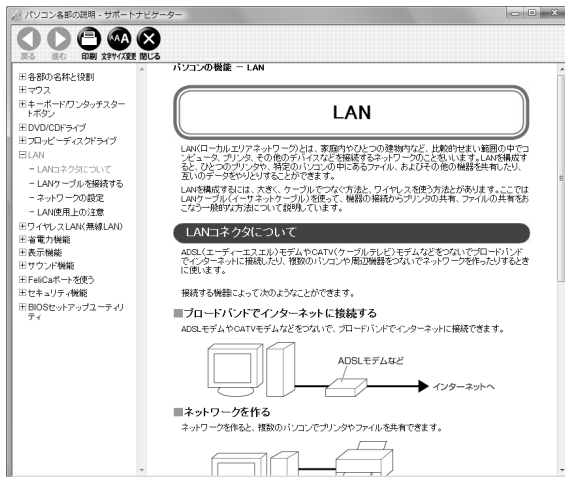 パソコン各部の説明 - サポートナビゲーター
戻る 進む 印刷 文字サイズ変更 閉じる
AAA
各部の名称と役割
マウス
キーボード/ワンタッチスター
トボタン
DVD/CDドライブ
フロッピーディスクドライブ
LAN
- LANコネクタについて
- LANケーブルを接続する
- ネットワークの設定
- LAN使用上の注意
ワイヤレスLAN(無線LAN)
省電力機能
表示機能
サウンド機能
FeliCaポートを使う
セキュリティ機能
BIOSセットアップユーティリ
ティ
パソコンの機能 - LAN
LAN
LAN(ローカルエリアネットワーク)とは、家庭内やひとつの建物内など、比較的せまい範囲の中でコ
ンピュータ、プリンタ、その他のデバイスなどを接続するネットワークのことをいいます。LANを構成す
ると、ひとつのプリンタや、特定のパソコンの中にあるファイル、およびその他の機器を共有したり、
互いのデータをやりとりすることができます。
LANを構成するには、大きく、ケーブルでつなぐ方法と、ワイヤレスを使う方法とがあります。ここでは
LANケーブル(イーサネットケーブル)を使って、機器の接続からプリンタの共有、ファイルの共有をお
こなう一般的な方法について説明しています。
LANコネクタについて
ADSL(エーディーエスエル)モデムやCATV(ケーブルテレビ)モデムなどをつないでブロードバンド
でインターネットに接続したり、複数のパソコンや周辺機器をつないでネットワークを作ったりするとき
に使います。
接続する機器によって次のようなことができます。
■ブロードバンドでインターネットに接続する
ADSLモデムやCATVモデムなどをつないで、ブロードバンドでインターネットに接続できます。
ADSLモデムなど
インターネットへ
■ネットワークを作る
ネットワークを作ると、複数のパソコンでプリンタやファイルを共有できます。